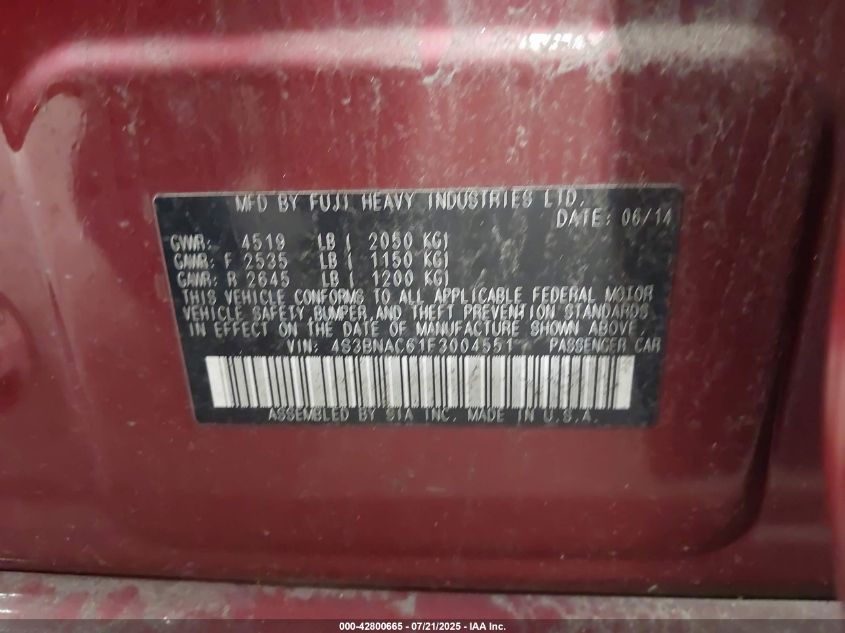 MFD BY FUJI HEAVY INDUSTRIES LTD.
DATE: 06/14
GVWR: 4519 LB ( 2050 KG)
GAWR: F 2535 LB ( 1150 KG)
GAWR: R 2645 LB ( 1200 KG)
THIS VEHICLE CONFORMS TO ALL APPLICABLE FEDERAL MOTOR
VEHICLE SAFETY,BUMPER,AND THEFT PREVENTION STANDARDS
IN EFFECT ON THE DATE OF MANUFACTURE SHOWN ABOVE.
VIN: 4S3BNAC61F3004551 PASSENGER CAR
ASSEMBLED BY SIA INC. MADE IN U.S.A.
000-42800665 - 07/21/2025 - IAA Inc.